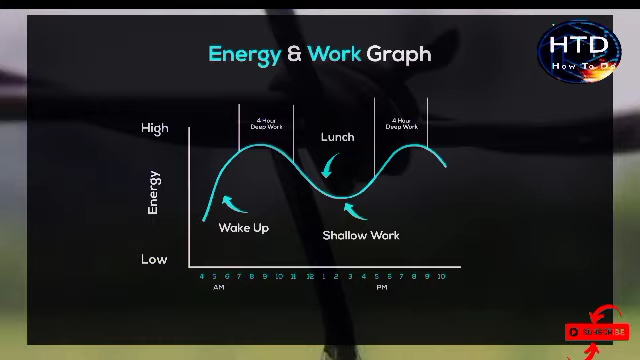 Energy & Work Graph
HTD
How To Do
High
4 Hour
Deep Work
Lunch
4 Hour
Deep Work
Energy
Wake Up
Shallow Work
Low
4 5 6 7 8 9 10 11 12 1 2 3 4 5 6 7 8 9 10
AM
PM
SUBSCRIBE